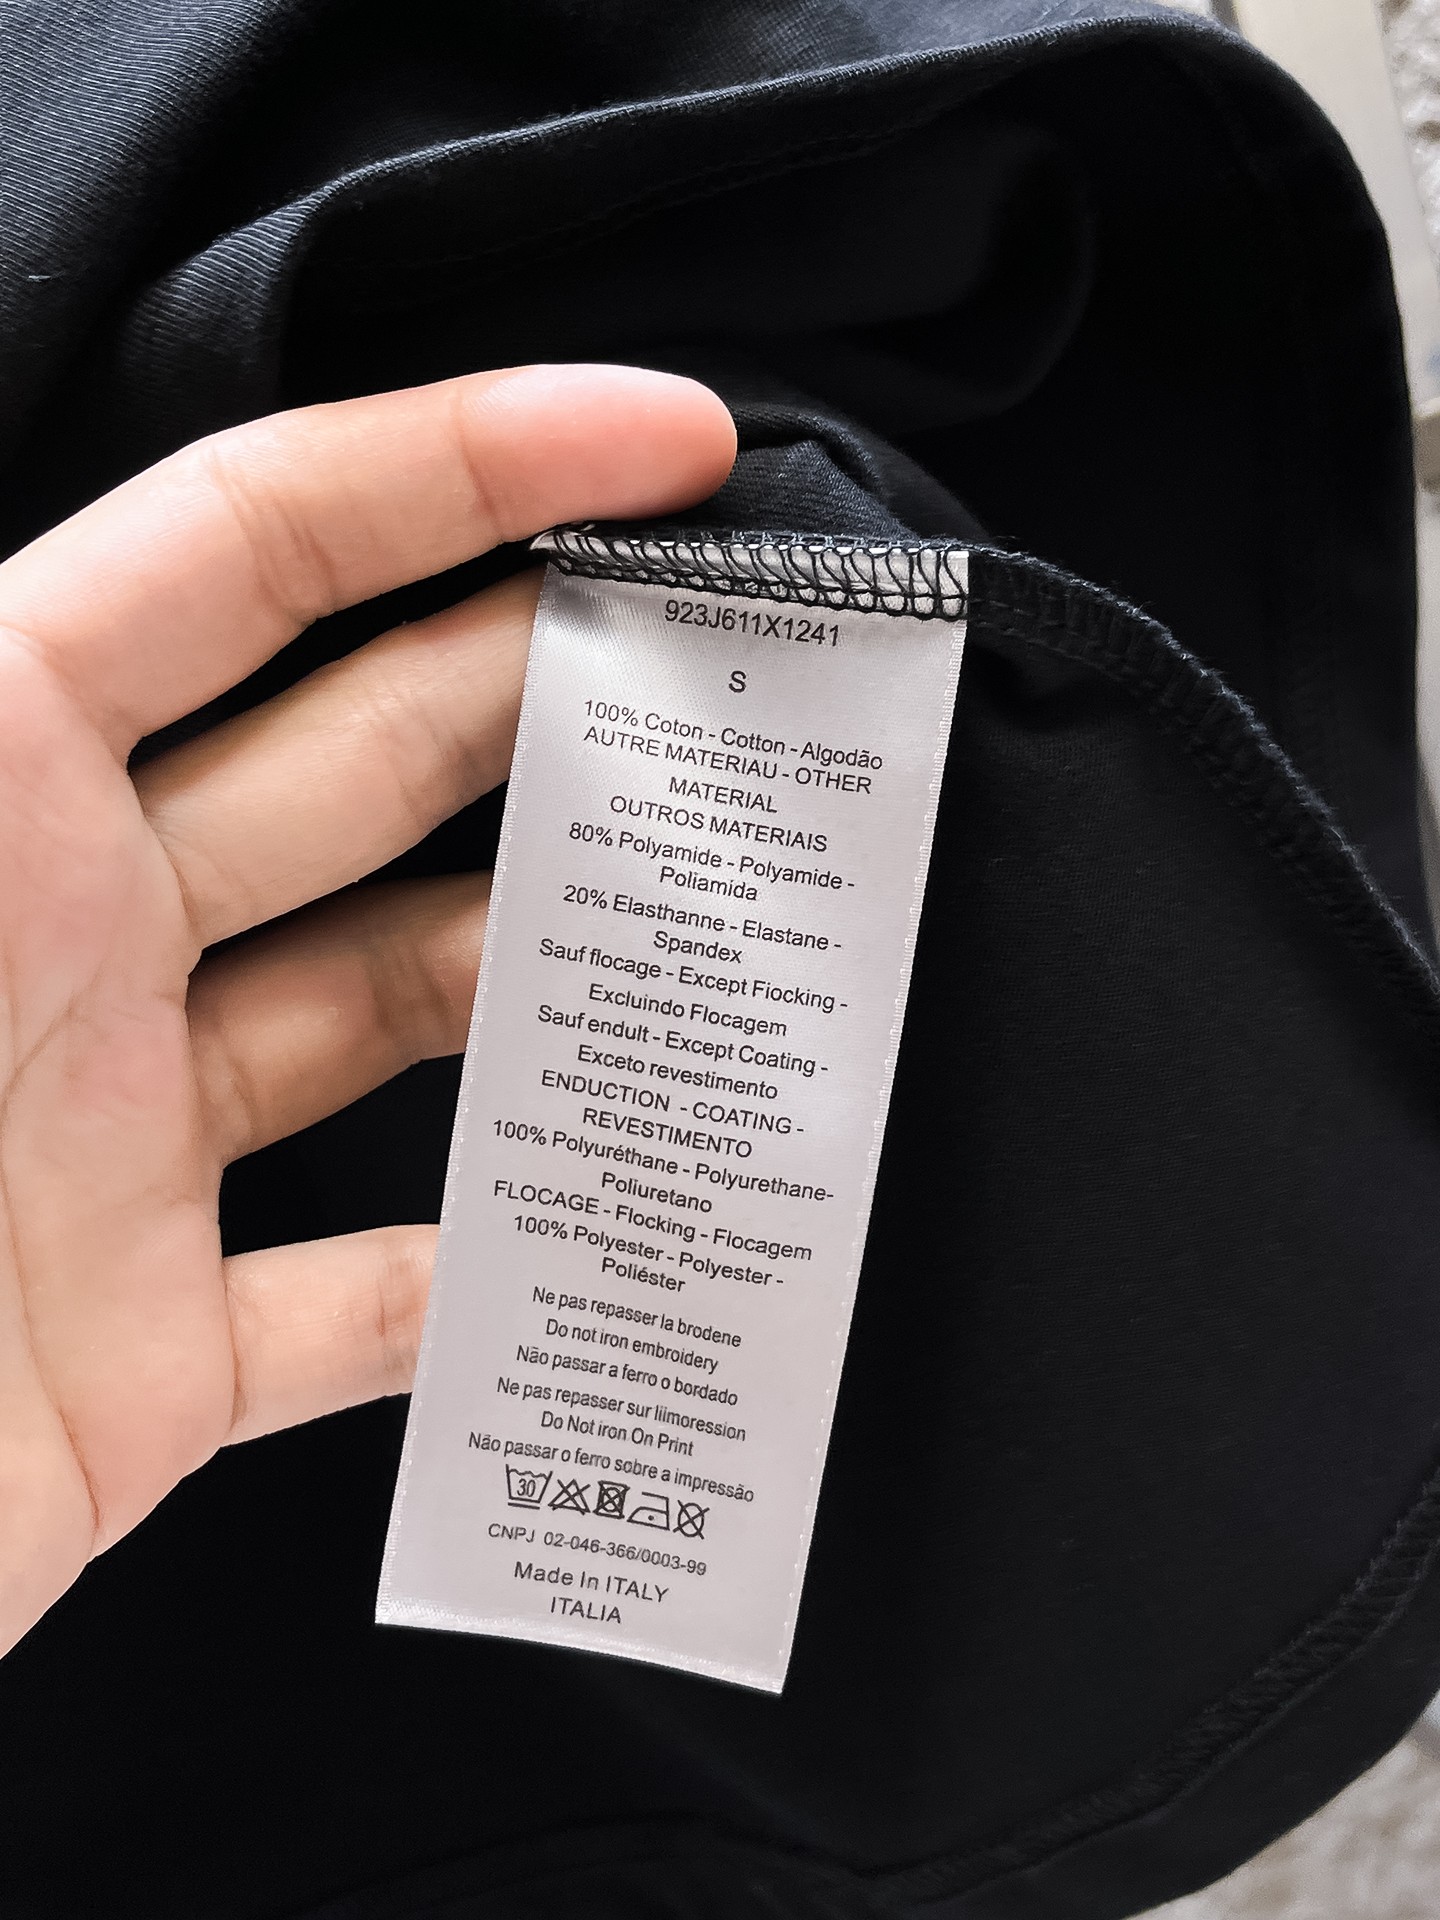 923J611X1241
S
100% Coton - Cotton - Algodão
AUTRE MATERIAU - OTHER
MATERIAL
OUTROS MATERIAIS
80% Polyamide - Polyamide -
Poliamida
20% Elasthanne - Elastane -
Spandex
Sauf flocage - Except Fiocking -
Excluindo Flocagem
Sauf endult - Except Coating -
Exceto revestimento
ENDUCTION - COATING -
REVESTIMENTO
100% Polyuréthane - Polyurethane-
Poliuretano
FLOCAGE - Flocking - Flocagem
100% Polyester - Polyester -
Poliéster
Ne pas repasser la brodene
Do not iron embroidery
Não passar a ferro o bordado
Ne pas repasser sur liimoression
Do Not iron On Print
Não passar o ferro sobre a impressão
30
CNPJ 02-046-366/0003-99
Made In ITALY
ITALIA